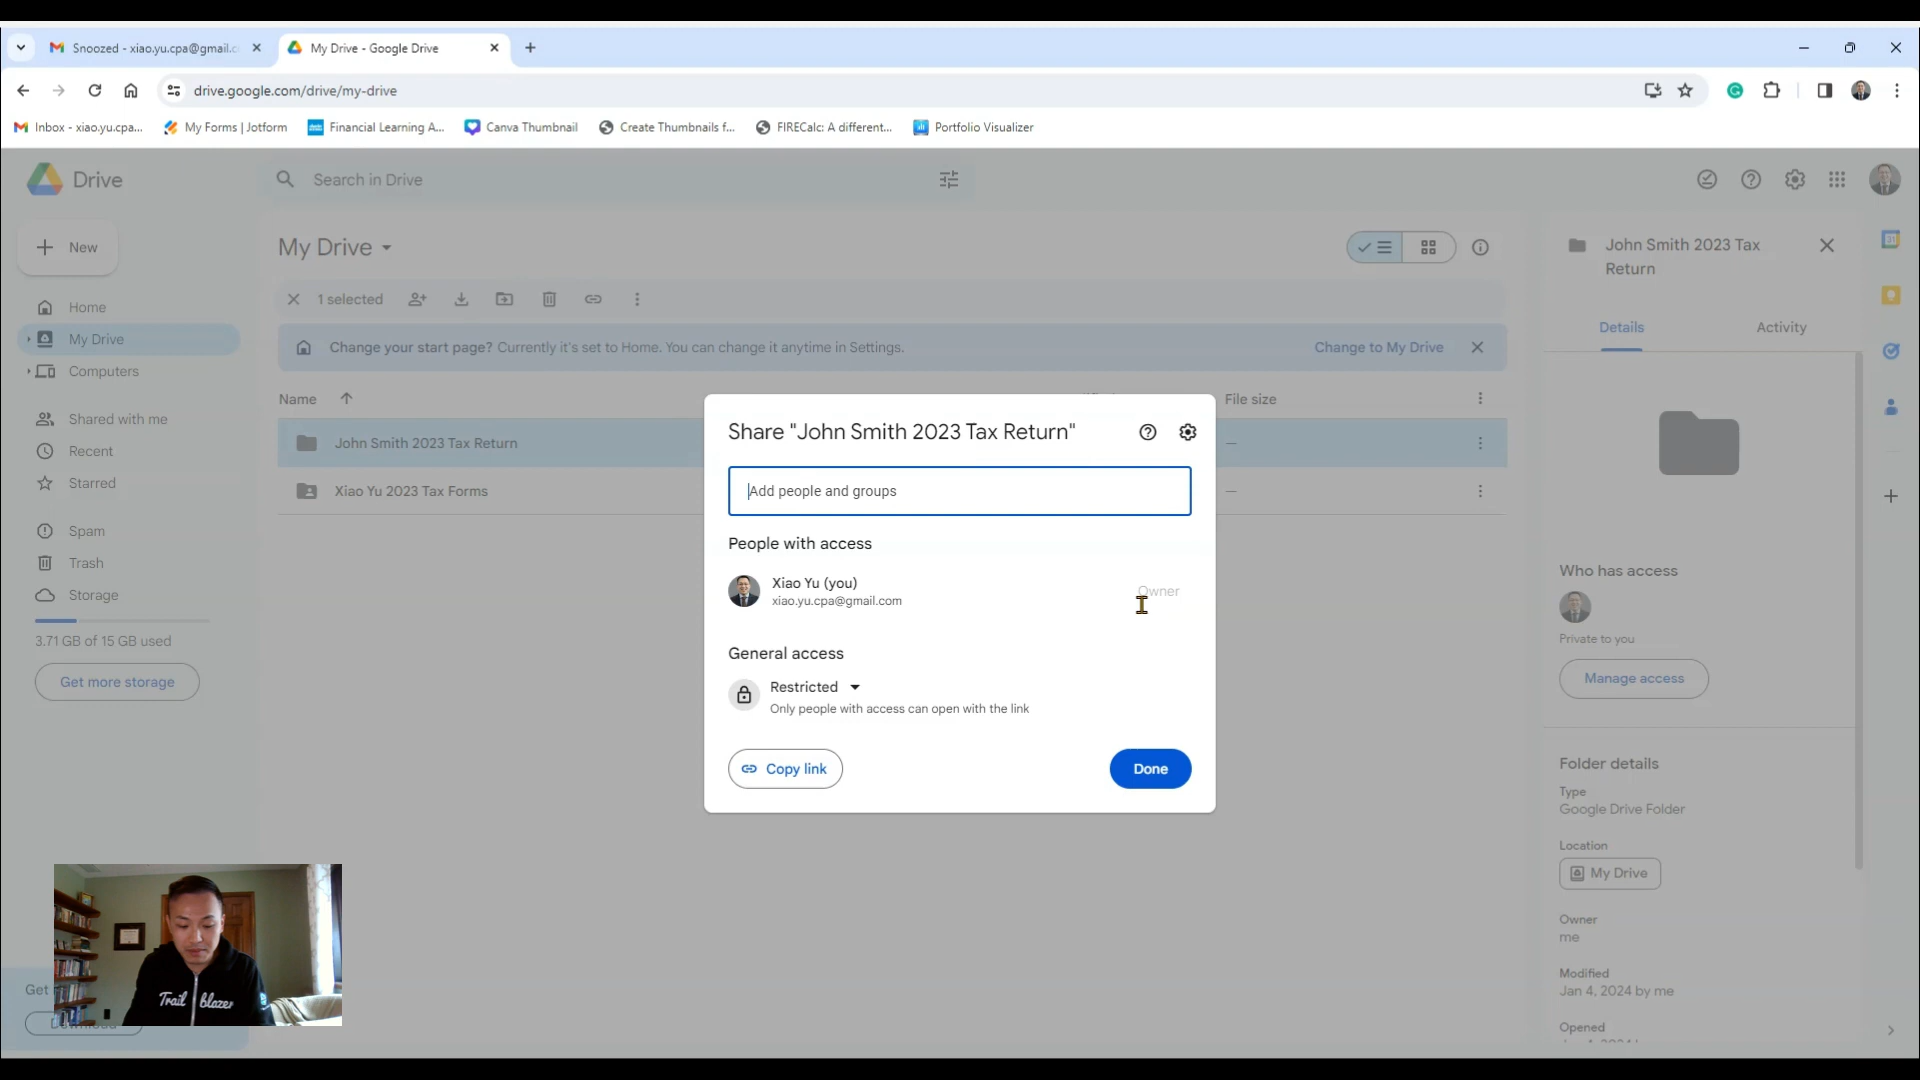 Snoozed - xiao.yu.cpa@gmail.c
My Drive - Google Drive
drive.google.com/drive/my-drive
Inbox - xiao.yu.cpa...
My Forms | Jotform
Financial Learning A...
Canva Thumbnail
Create Thumbnails f...
FIRECalc: A different...
Portfolio Visualizer
Drive
Search in Drive
New
Home
My Drive
Computers
Shared with me
Recent
Starred
Spam
Trash
Storage
3.71 GB of 15 GB used
Get more storage
Get
My Drive
1 selected
Change your start page? Currently it's set to Home. You can change it anytime in Settings.
Change to My Drive
Name
File size
John Smith 2023 Tax Return
—
Xiao Yu 2023 Tax Forms
—
Share "John Smith 2023 Tax Return"
Add people and groups
People with access
Xiao Yu (you)
xiao.yu.cpa@gmail.com
Owner
General access
Restricted
Only people with access can open with the link
Copy link
Done
John Smith 2023 Tax
Return
Details
Activity
Who has access
Private to you
Manage access
Folder details
Type
Google Drive Folder
Location
My Drive
Owner
me
Modified
Jan 4, 2024 by me
Opened
31
Trail blazer